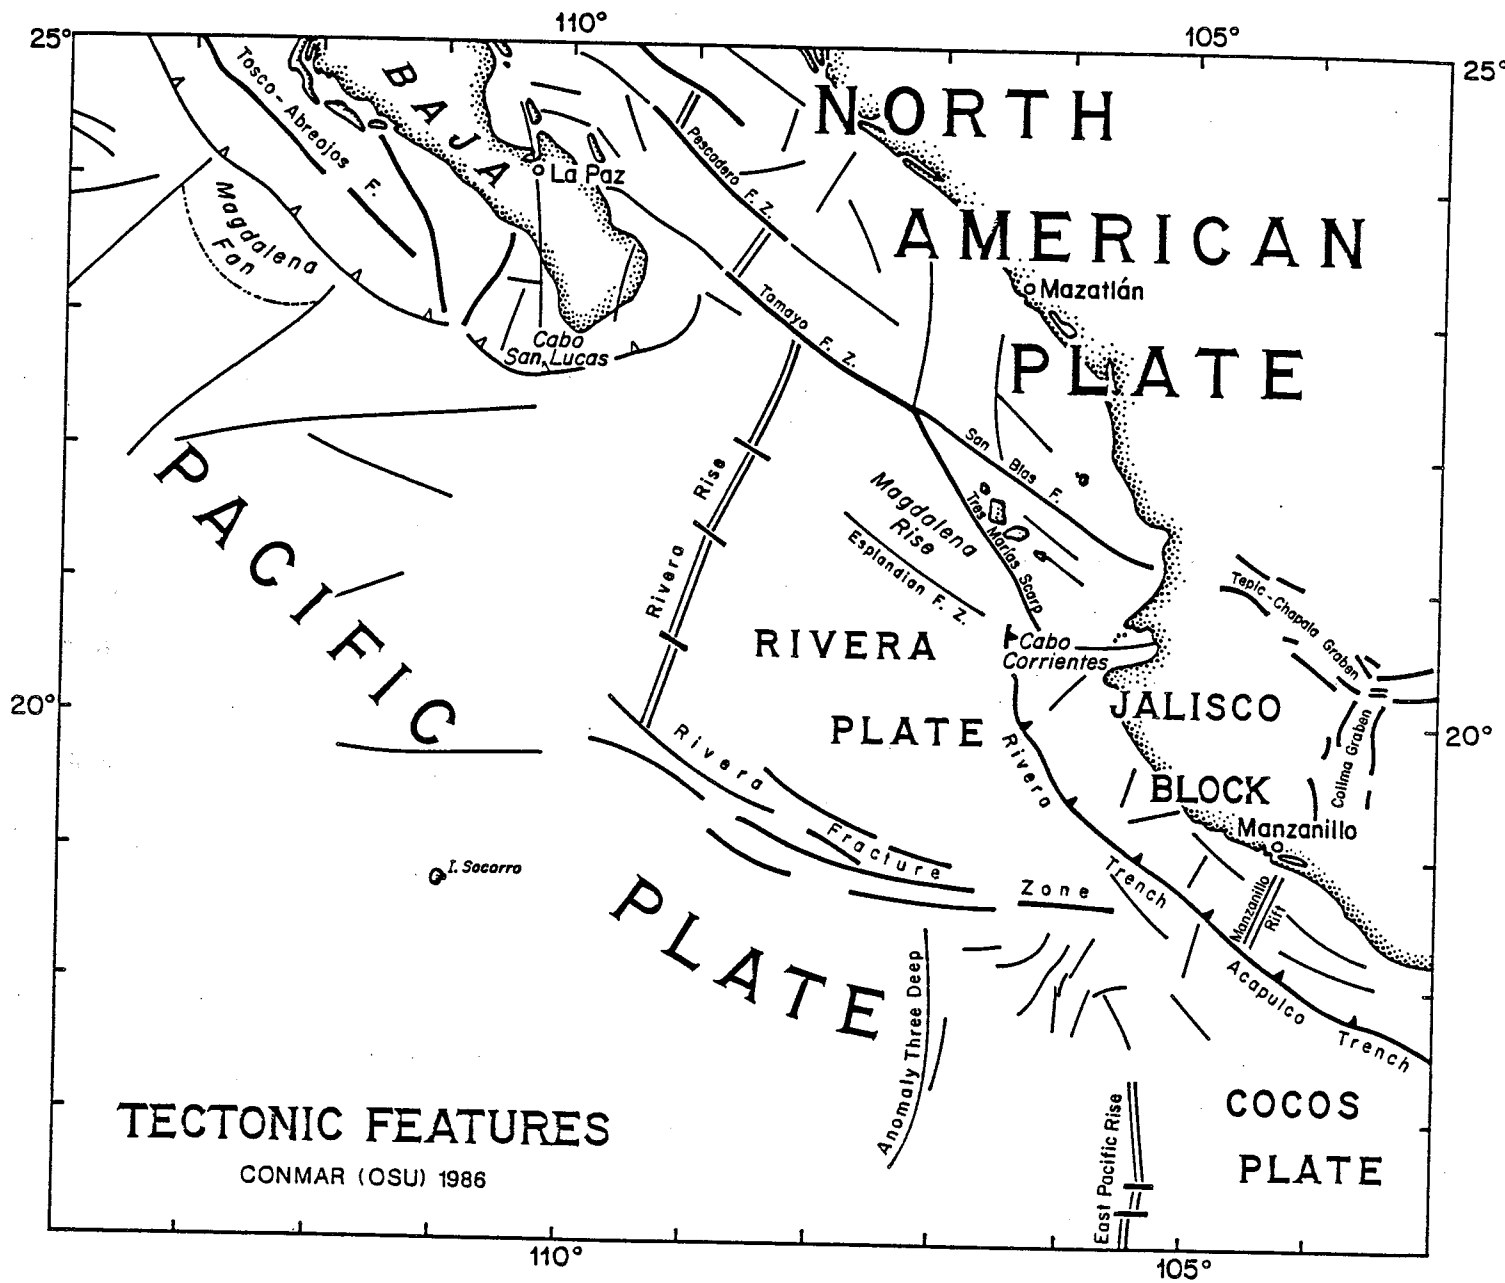 110°
105°
25°
25°
BAJA
NORTH
AMERICAN
PLATE
Tosco - Abreojos F.
Pescadero F. Z.
La Paz
Magdalena
Fan
Tamayo F. Z.
Mazatlán
Cabo
San Lucas
PACIFIC
PLATE
Rivera Rise
San Blas F.
Magdalena
Rise
Tres Marias Scarp
Esplandian F. Z.
Tepic - Chapala Graben
RIVERA
PLATE
Cabo
Corrientes
JALISCO
BLOCK
Colima Graben
20°
20°
Rivera Trench
Rivera Fracture Zone
Manzanillo
Manzanillo
Rift
I. Socorro
Acapulco Trench
Anomaly Three Deep
East Pacific Rise
COCOS
PLATE
TECTONIC FEATURES
CONMAR (OSU) 1986
110°
105°